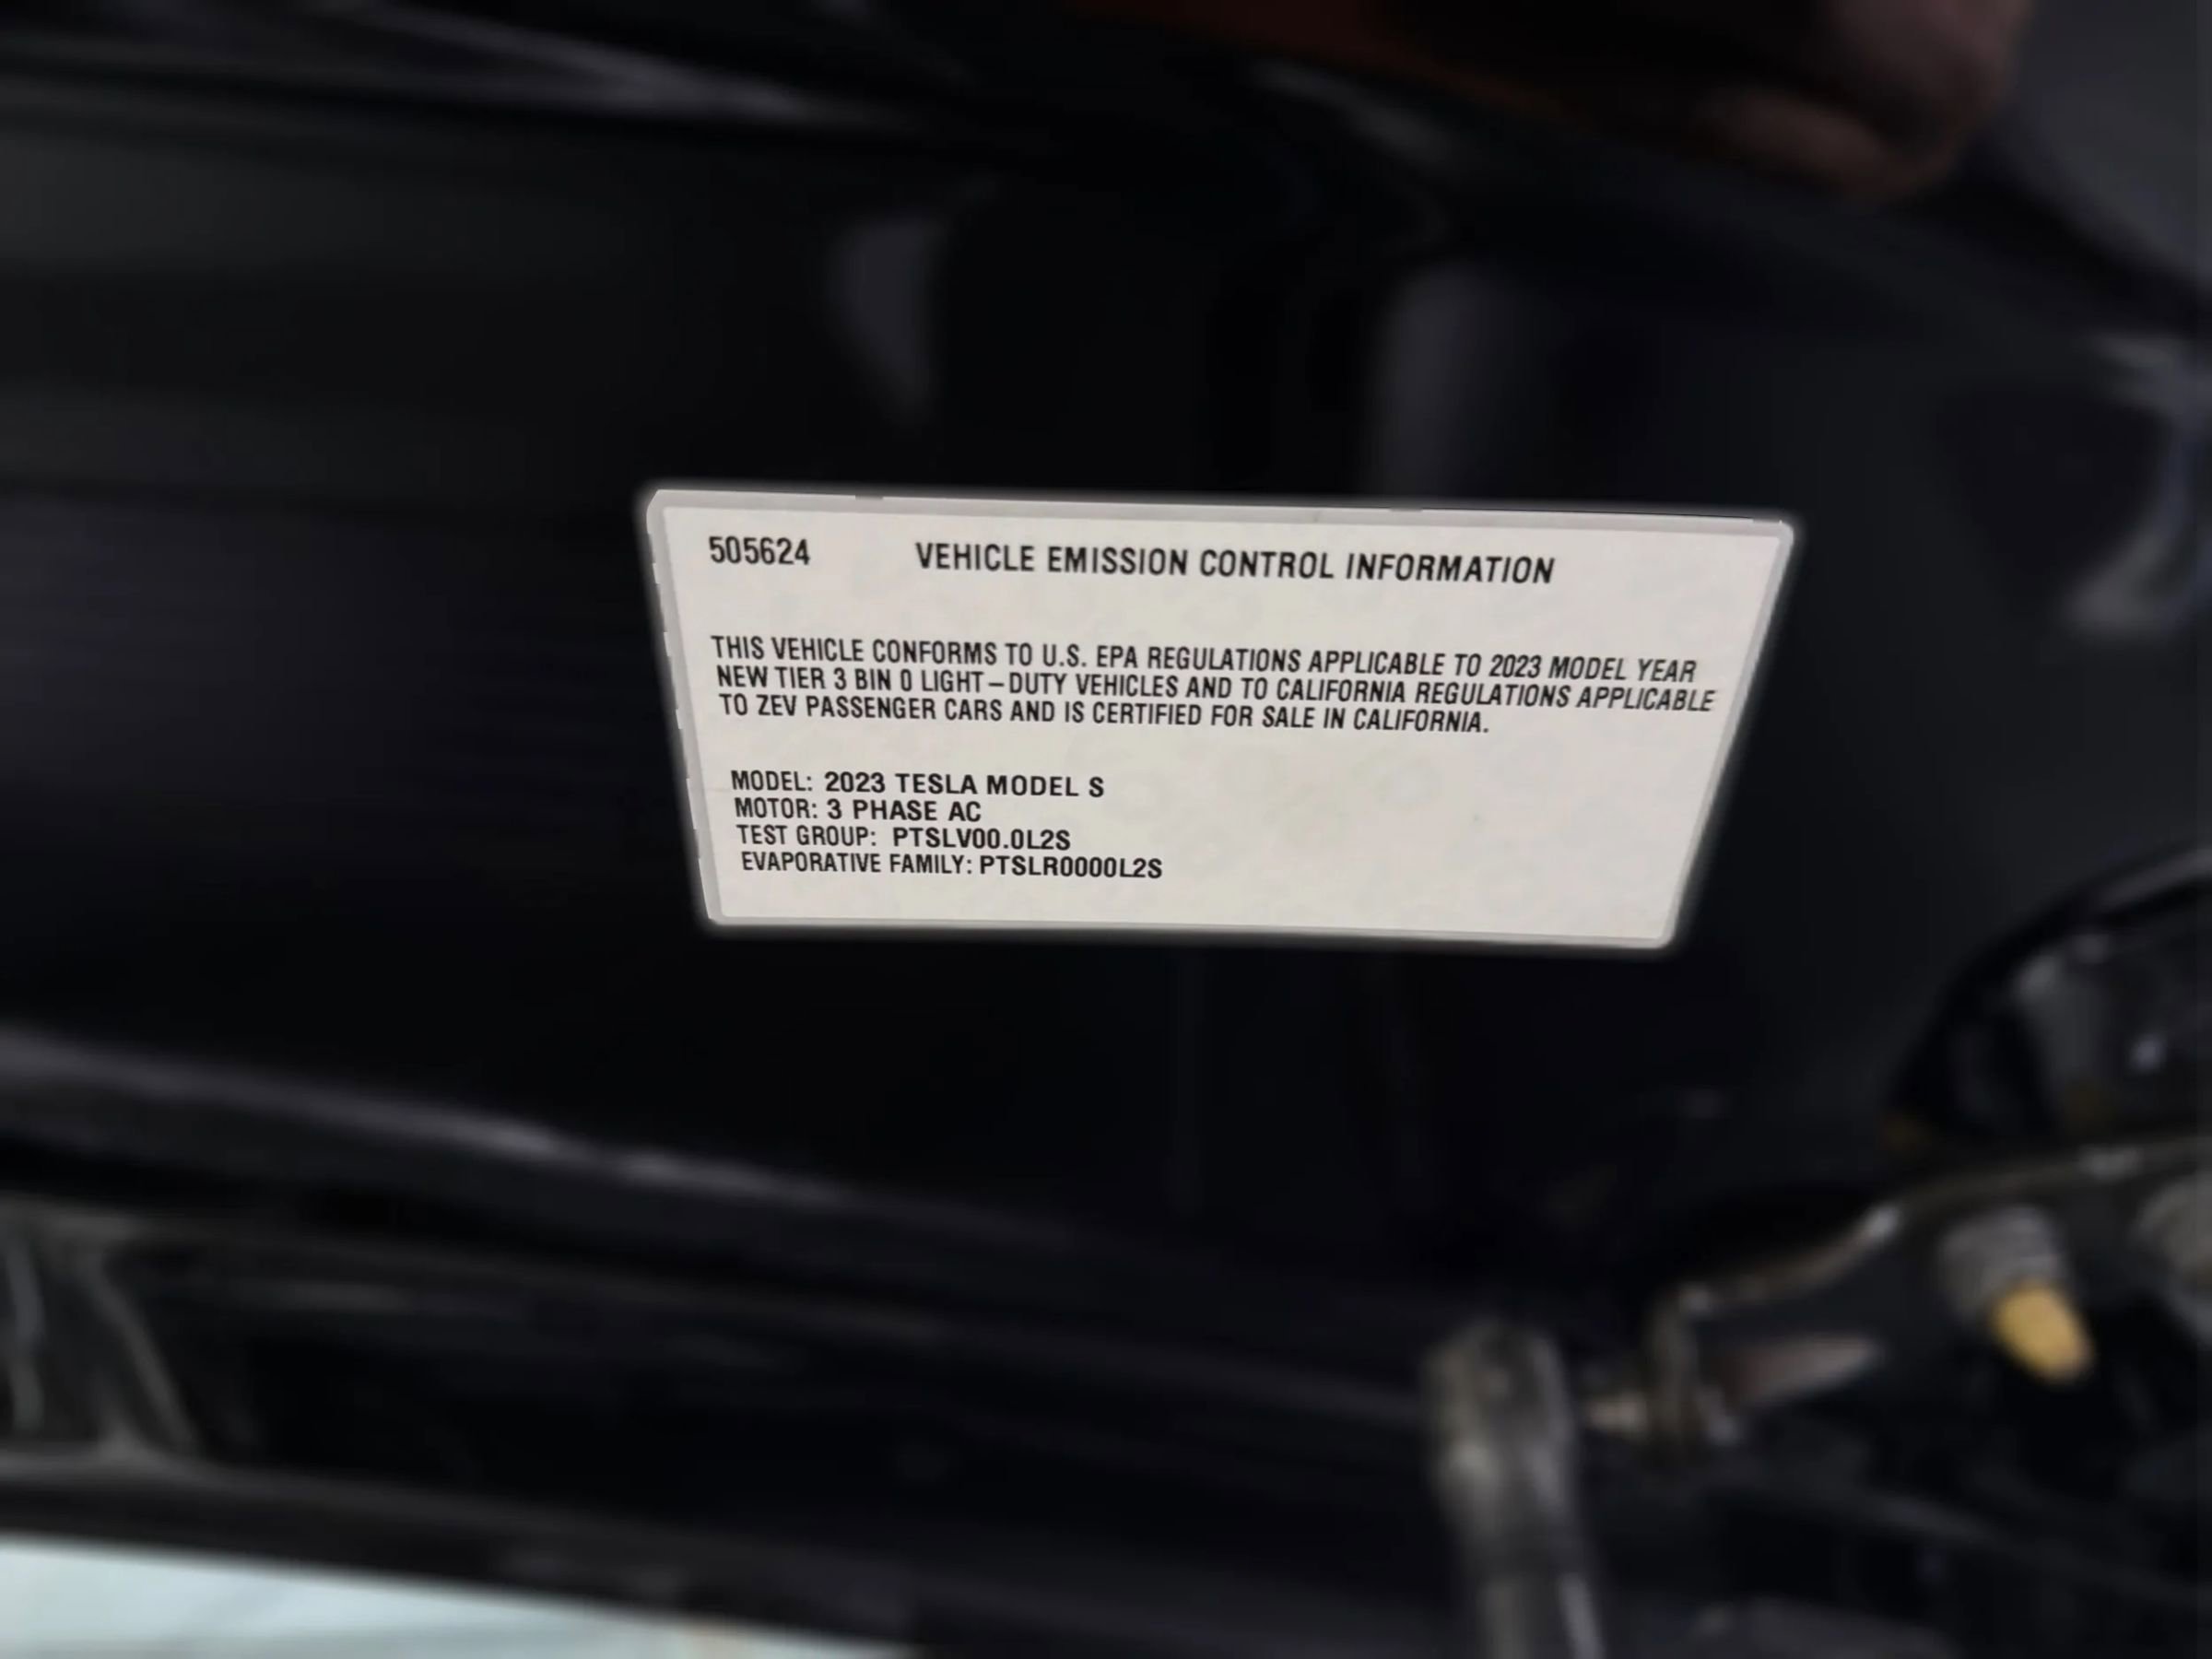 505624 VEHICLE EMISSION CONTROL INFORMATION
THIS VEHICLE CONFORMS TO U.S. EPA REGULATIONS APPLICABLE TO 2023 MODEL YEAR
NEW TIER 3 BIN 0 LIGHT-DUTY VEHICLES AND TO CALIFORNIA REGULATIONS APPLICABLE
TO ZEV PASSENGER CARS AND IS CERTIFIED FOR SALE IN CALIFORNIA.
MODEL: 2023 TESLA MODEL S
MOTOR: 3 PHASE AC
TEST GROUP: PTSLV00.0L2S
EVAPORATIVE FAMILY: PTSLR0000L2S